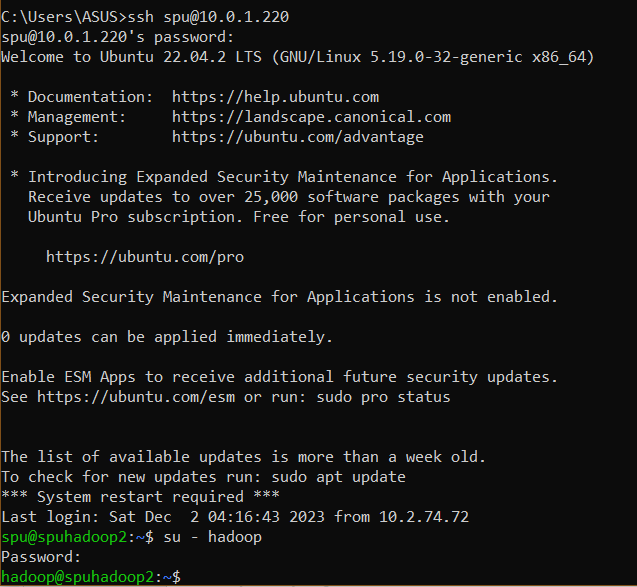 C:\Users\ASUS>ssh spu@10.0.1.220
spu@10.0.1.220's password:
Welcome to Ubuntu 22.04.2 LTS (GNU/Linux 5.19.0-32-generic x86_64)
* Documentation:  https://help.ubuntu.com
* Management:     https://landscape.canonical.com
* Support:        https://ubuntu.com/advantage
* Introducing Expanded Security Maintenance for Applications.
Receive updates to over 25,000 software packages with your
Ubuntu Pro subscription. Free for personal use.
https://ubuntu.com/pro
Expanded Security Maintenance for Applications is not enabled.
0 updates can be applied immediately.
Enable ESM Apps to receive additional future security updates.
See https://ubuntu.com/esm or run: sudo pro status
The list of available updates is more than a week old.
To check for new updates run: sudo apt update
*** System restart required ***
Last login: Sat Dec  2 04:16:43 2023 from 10.2.74.72
spu@spuhadoop2:~$ su - hadoop
Password:
hadoop@spuhadoop2:~$